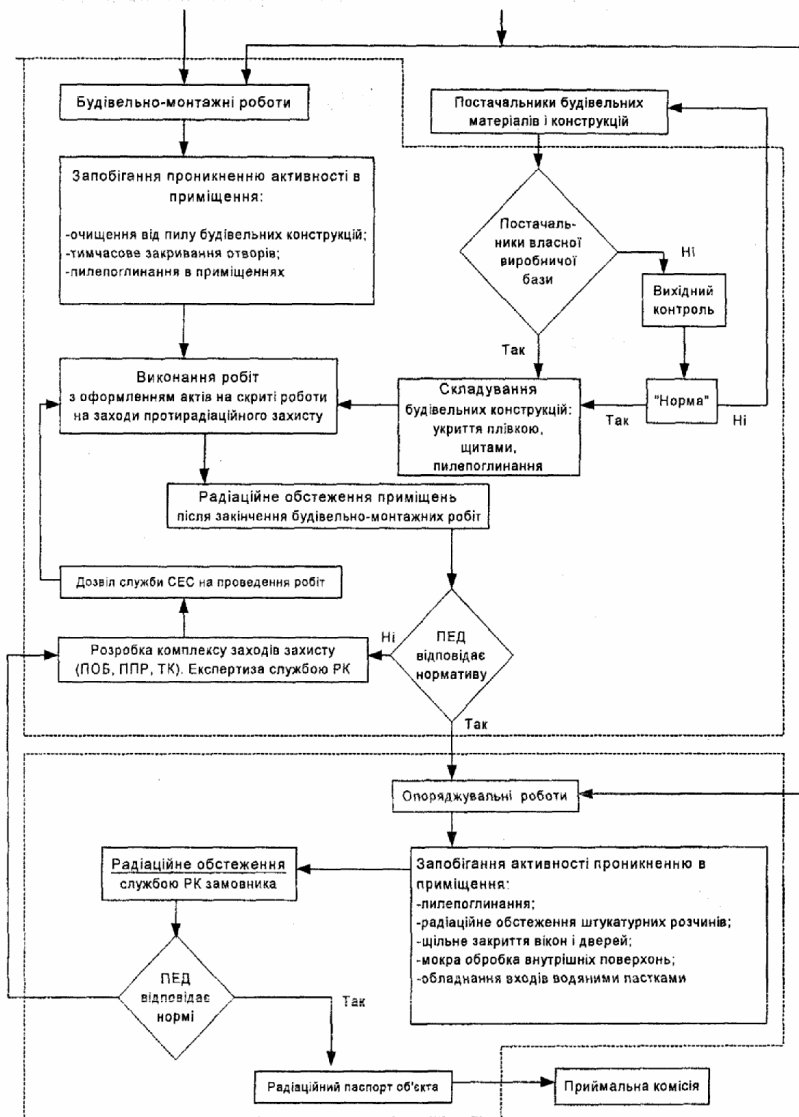 Будівельно-монтажні роботи
Постачальники будівельних
матеріалів і конструкцій
Запобігання проникненню активності в
приміщення:
-очищення від пилу будівельних конструкцій;
-тимчасове закривання отворів;
-пилепоглинання в приміщеннях
Постачаль-
ники власної
виробничої
бази
Ні
Вихідний
контроль
Так
Виконання робіт
з оформленням актів на скриті роботи
на заходи протирадіаційного захисту
Складування
будівельних конструкцій:
укриття плівкою,
щитами,
пилепоглинання
Так
"Норма"
Ні
Радіаційне обстеження приміщень
після закінчення будівельно-монтажних робіт
Дозвіл служби СЕС на проведення робіт
Розробка комплексу заходів захисту
(ПОБ, ППР, ТК). Експертиза службою РК
Ні
ПЕД
відповідає
нормативу
Так
Опоряджувальні роботи
Радіаційне обстеження
службою РК замовника
Запобігання активності проникненню в
приміщення:
-пилепоглинання;
-радіаційне обстеження штукатурних розчинів;
-щільне закриття вікон і дверей;
-мокра обробка внутрішніх поверхонь;
-обладнання входів водяними пастками
ПЕД
відповідає
нормі
Так
Радіаційний паспорт об'єкта
Приймальна комісія